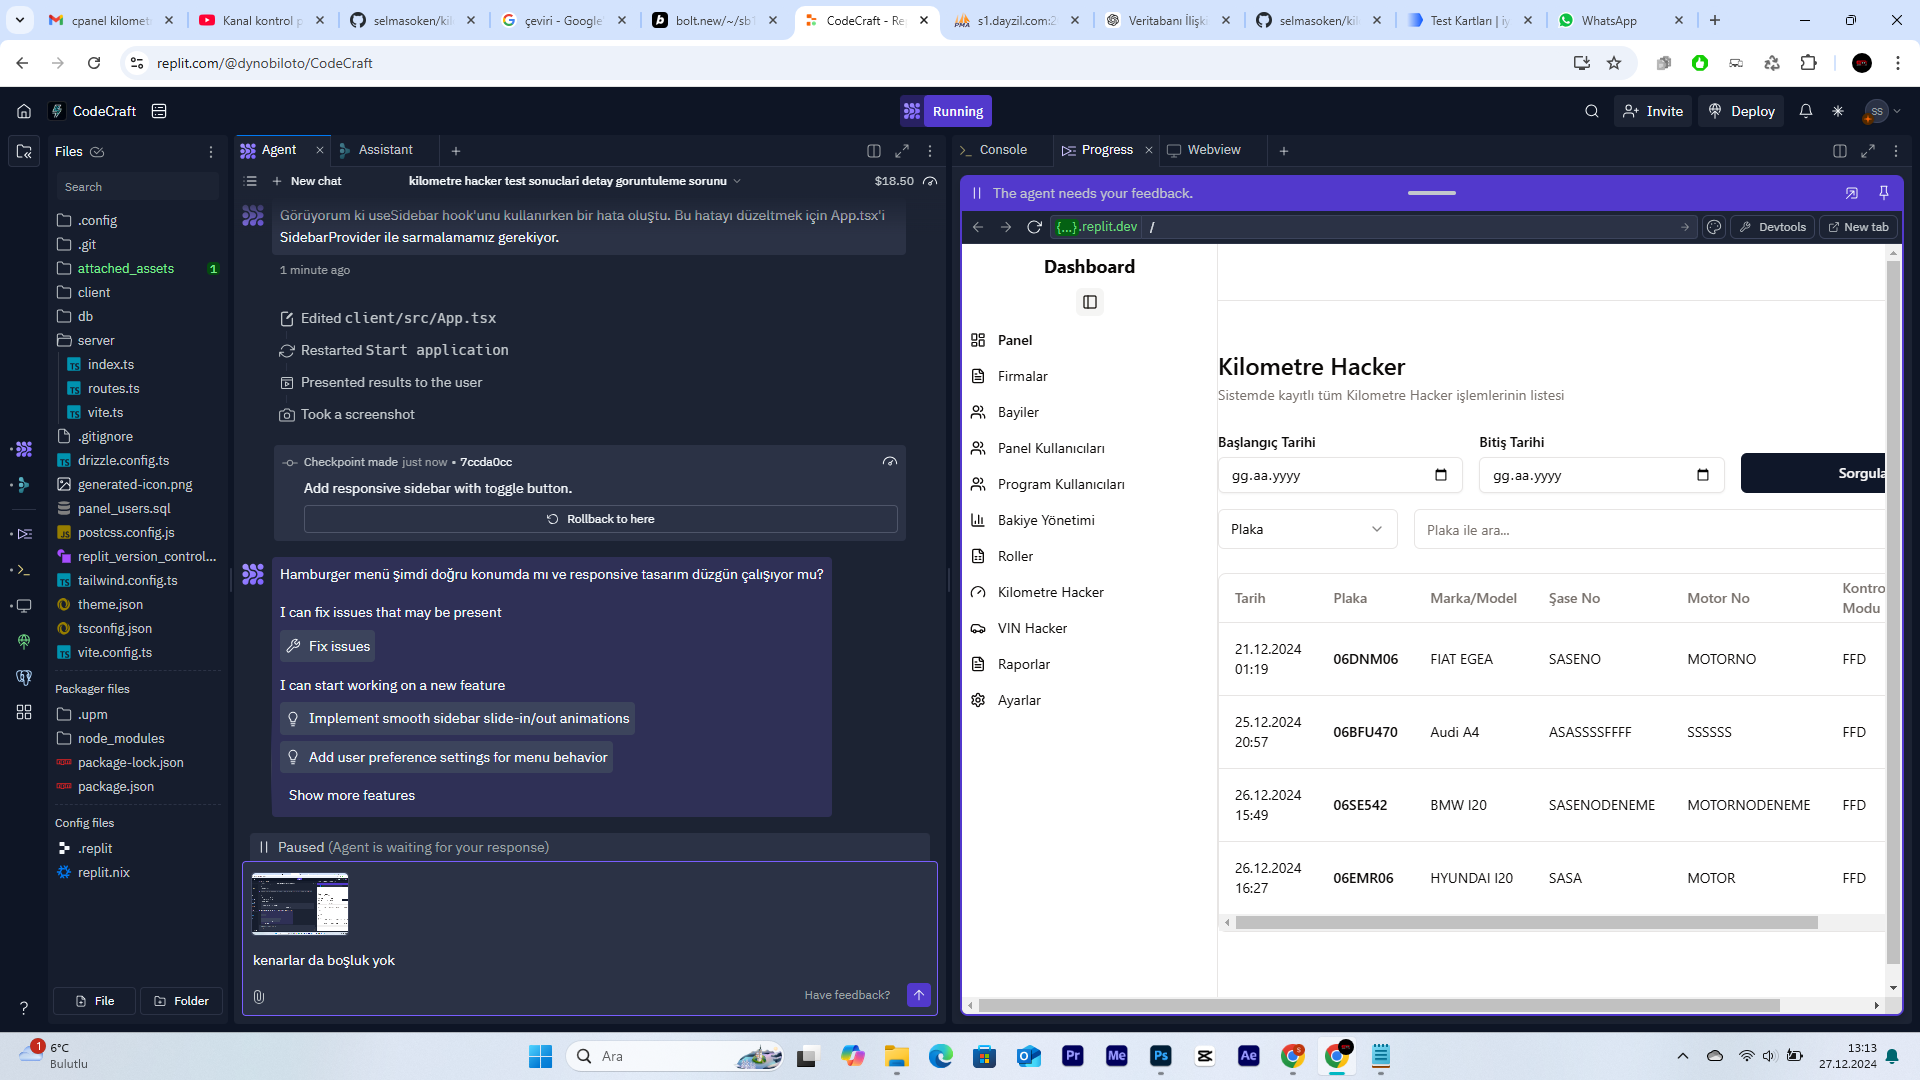 cpanel kilomet
Kanal kontrol p
selmasoken/kil
çeviri - Google'
bolt.new/~/sb1
CodeCraft - Re
s1.dayzil.com:2
Veritabanı İlişki
selmasoken/kil
Test Kartları | iy
WhatsApp
replit.com/@dynobiloto/CodeCraft
CodeCraft
Running
Invite
Deploy
SS
Files
Search
.config
.git
attached_assets 1
client
db
server
index.ts
routes.ts
vite.ts
.gitignore
drizzle.config.ts
generated-icon.png
panel_users.sql
postcss.config.js
replit_version_control...
tailwind.config.ts
theme.json
tsconfig.json
vite.config.ts
Packager files
.upm
node_modules
package-lock.json
package.json
Config files
.replit
replit.nix
File
Folder
Agent
Assistant
New chat
kilometre hacker test sonuclari detay goruntuleme sorunu
$18.50
Görüyorum ki useSidebar hook'unu kullanırken bir hata oluştu. Bu hatayı düzeltmek için App.tsx'i
SidebarProvider ile sarmalamamız gerekiyor.
1 minute ago
Edited client/src/App.tsx
Restarted Start application
Presented results to the user
Took a screenshot
Checkpoint made just now • 7ccda0cc
Add responsive sidebar with toggle button.
Rollback to here
Hamburger menü şimdi doğru konumda mı ve responsive tasarım düzgün çalışıyor mu?
I can fix issues that may be present
Fix issues
I can start working on a new feature
Implement smooth sidebar slide-in/out animations
Add user preference settings for menu behavior
Show more features
Paused (Agent is waiting for your response)
kenarlar da boşluk yok
Have feedback?
Console
Progress
Webview
The agent needs your feedback.
{...}.replit.dev /
Devtools
New tab
Dashboard
Panel
Firmalar
Bayiler
Panel Kullanıcıları
Program Kullanıcıları
Bakiye Yönetimi
Roller
Kilometre Hacker
VIN Hacker
Raporlar
Ayarlar
Kilometre Hacker
Sistemde kayıtlı tüm Kilometre Hacker işlemlerinin listesi
Başlangıç Tarihi
Bitiş Tarihi
gg.aa.yyyy
gg.aa.yyyy
Sorgula
Plaka
Plaka ile ara...
Tarih Plaka Marka/Model Şase No Motor No Kontro Modu
21.12.2024 01:19 06DNM06 FIAT EGEA SASENO MOTORNO FFD
25.12.2024 20:57 06BFU470 Audi A4 ASASSSSFFFF SSSSSS FFD
26.12.2024 15:49 06SE542 BMW I20 SASENODENEME MOTORNODENEME FFD
26.12.2024 16:27 06EMR06 HYUNDAI I20 SASA MOTOR FFD
1
6°C
Bulutlu
Ara
Pr
Me
Ps
Ae
13:13
27.12.2024